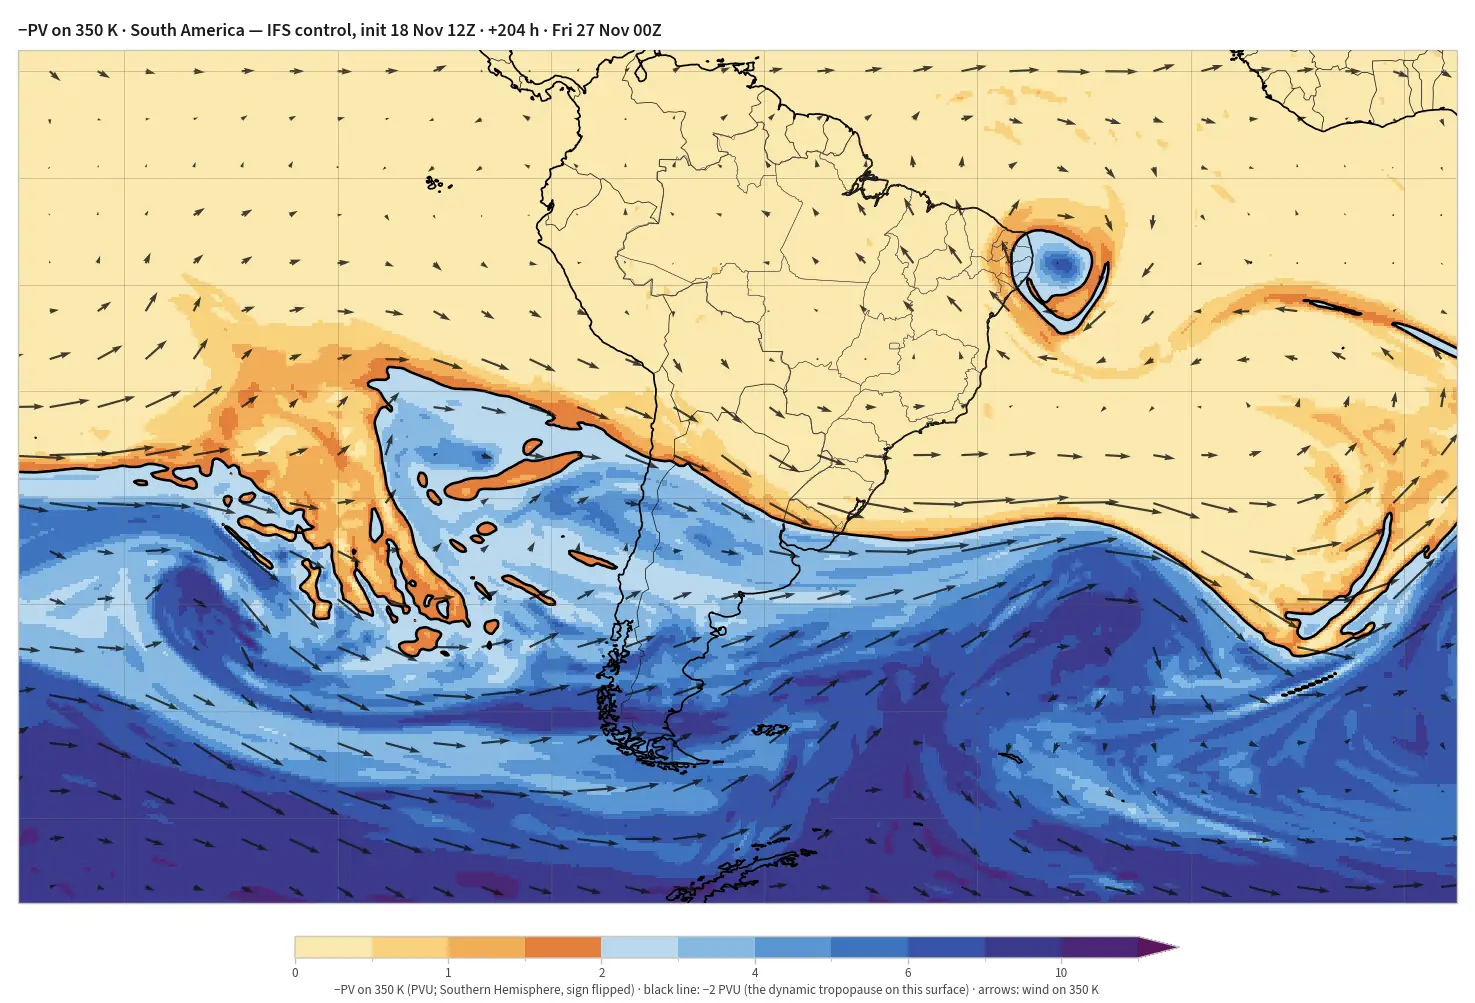 −PV on 350 K · South America — IFS control, init 18 Nov 12Z · +204 h · Fri 27 Nov 00Z
0 1 2 4 6 10
−PV on 350 K (PVU; Southern Hemisphere, sign flipped) · black line: −2 PVU (the dynamic tropopause on this surface) · arrows: wind on 350 K